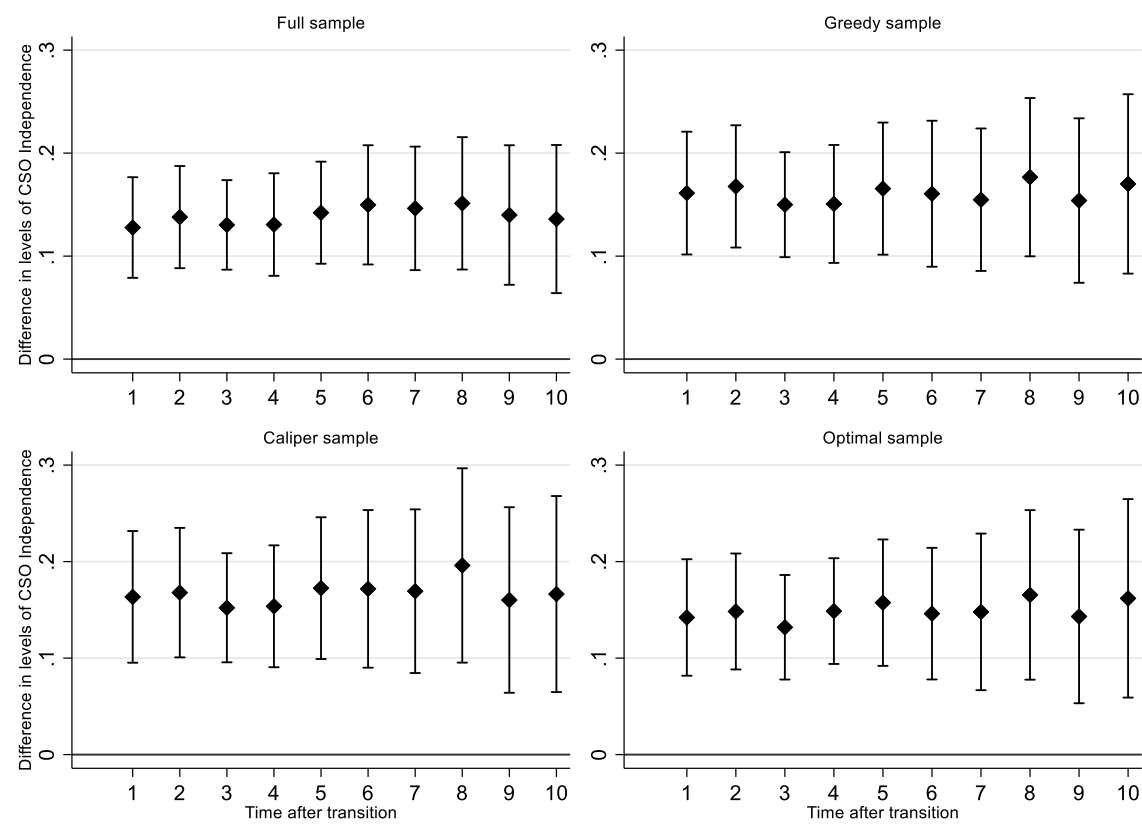 Full sample
Difference in levels of CSO Independence
.3
.2
.1
0
1 2 3 4 5 6 7 8 9 10
Greedy sample
.3
.2
.1
0
1 2 3 4 5 6 7 8 9 10
Caliper sample
Difference in levels of CSO Independence
.3
.2
.1
0
1 2 3 4 5 6 7 8 9 10
Time after transition
Optimal sample
.3
.2
.1
0
1 2 3 4 5 6 7 8 9 10
Time after transition